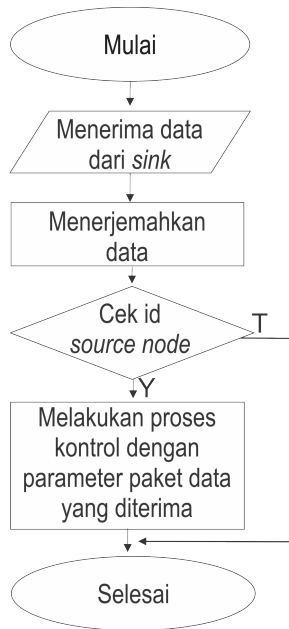 Mulai
Menerima data
dari sink
Menerjemahkan
data
Cek id
source node
T
Y
Melakukan proses
kontrol dengan
parameter paket data
yang diterima
Selesai